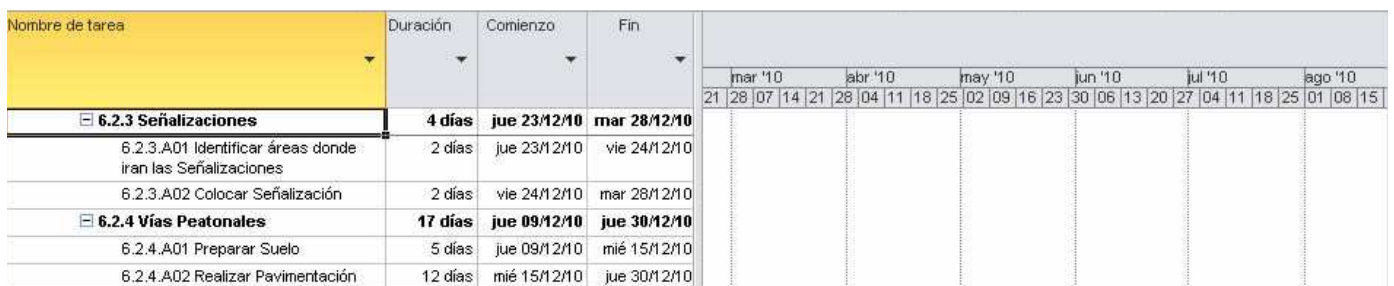 Nombre de tarea Duración Comienzo Fin
mar '10 abr '10 may '10 jun '10 jul '10 ago '10
21 28 07 14 21 28 04 11 18 25 02 09 16 23 30 06 13 20 27 04 11 18 25 01 08 15
6.2.3 Señalizaciones 4 días jue 23/12/10 mar 28/12/10
6.2.3.A01 Identificar áreas donde 2 días jue 23/12/10 vie 24/12/10
iran las Señalizaciones
6.2.3.A02 Colocar Señalización 2 días vie 24/12/10 mar 28/12/10
6.2.4 Vías Peatonales 17 días jue 09/12/10 jue 30/12/10
6.2.4.A01 Preparar Suelo 5 días jue 09/12/10 mié 15/12/10
6.2.4.A02 Realizar Pavimentación 12 días mié 15/12/10 jue 30/12/10